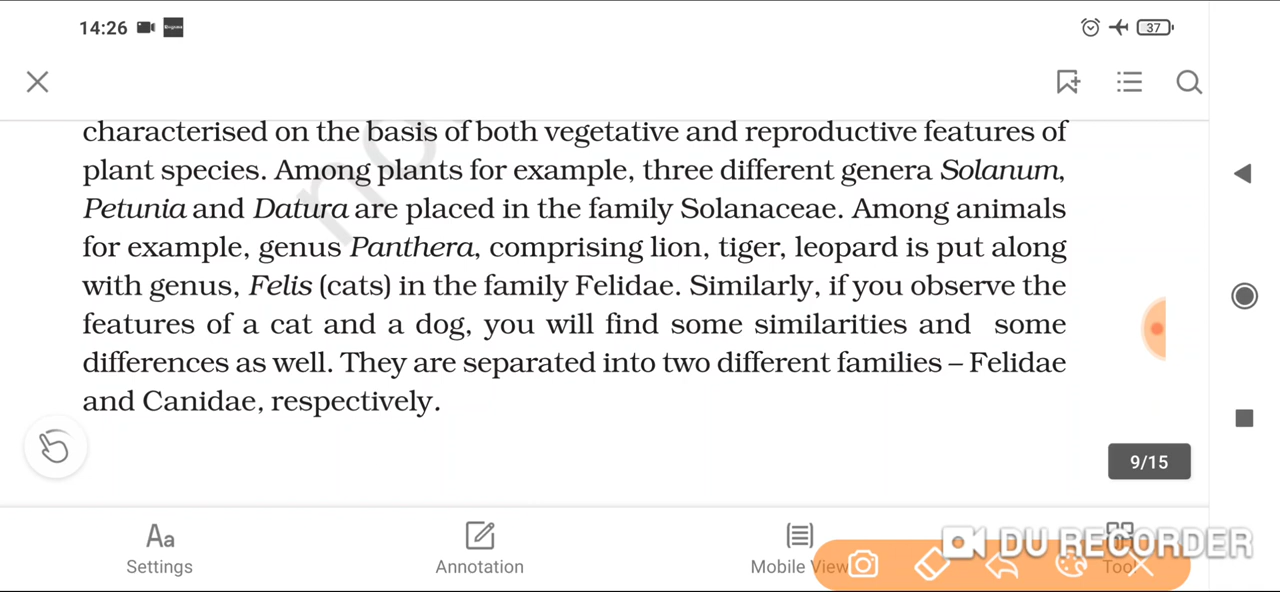 14:26
37
characterised on the basis of both vegetative and reproductive features of
plant species. Among plants for example, three different genera Solanum,
Petunia and Datura are placed in the family Solanaceae. Among animals
for example, genus Panthera, comprising lion, tiger, leopard is put along
with genus, Felis (cats) in the family Felidae. Similarly, if you observe the
features of a cat and a dog, you will find some similarities and some
differences as well. They are separated into two different families – Felidae
and Canidae, respectively.
9/15
Aa
DU RECORDER
Settings
Annotation
Mobile View